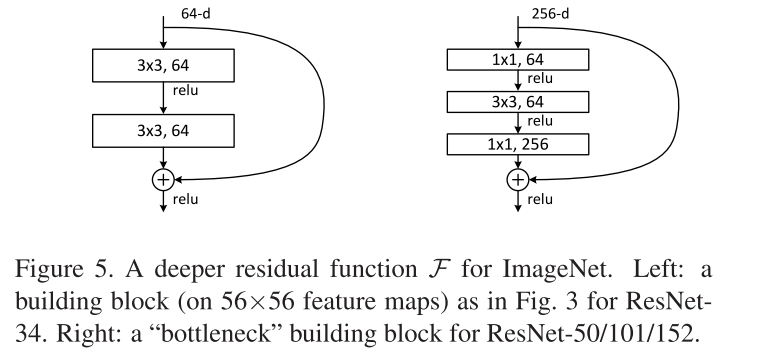 64-d
3x3, 64
relu
3x3, 64
+
relu
256-d
1x1, 64
relu
3x3, 64
relu
1x1, 256
+
relu
Figure 5. A deeper residual function F for ImageNet. Left: a
building block (on 56×56 feature maps) as in Fig. 3 for ResNet-
34. Right: a “bottleneck” building block for ResNet-50/101/152.